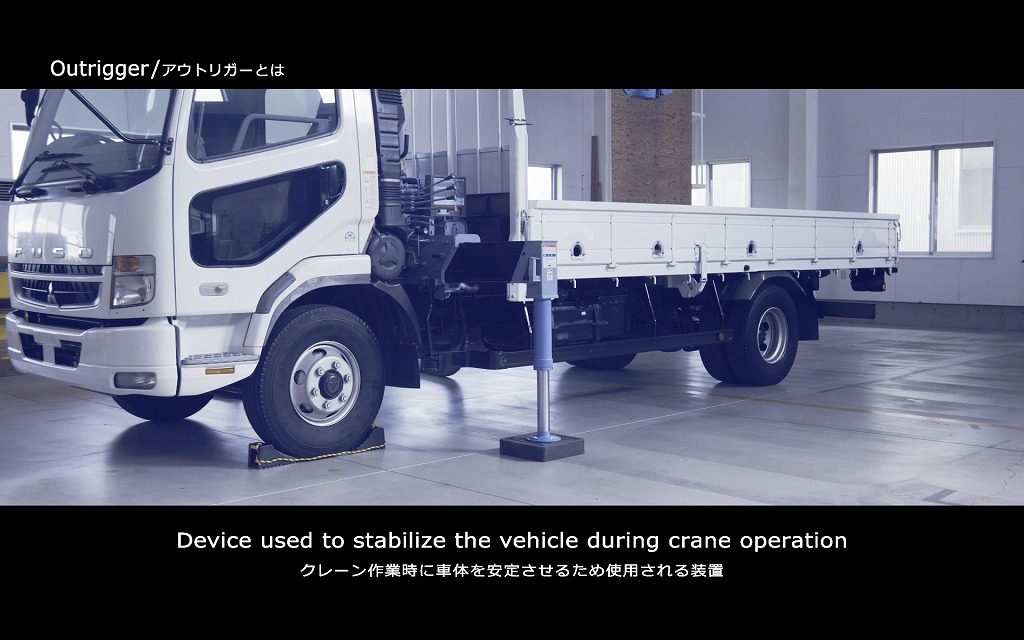 Outrigger/アウトリガーとは
FUSO
Device used to stabilize the vehicle during crane operation
クレーン作業時に車体を安定させるため使用される装置